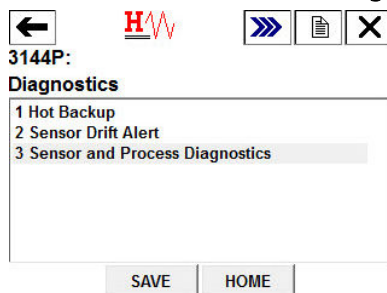 H
3144P:
Diagnostics
1 Hot Backup
2 Sensor Drift Alert
3 Sensor and Process Diagnostics
SAVE HOME